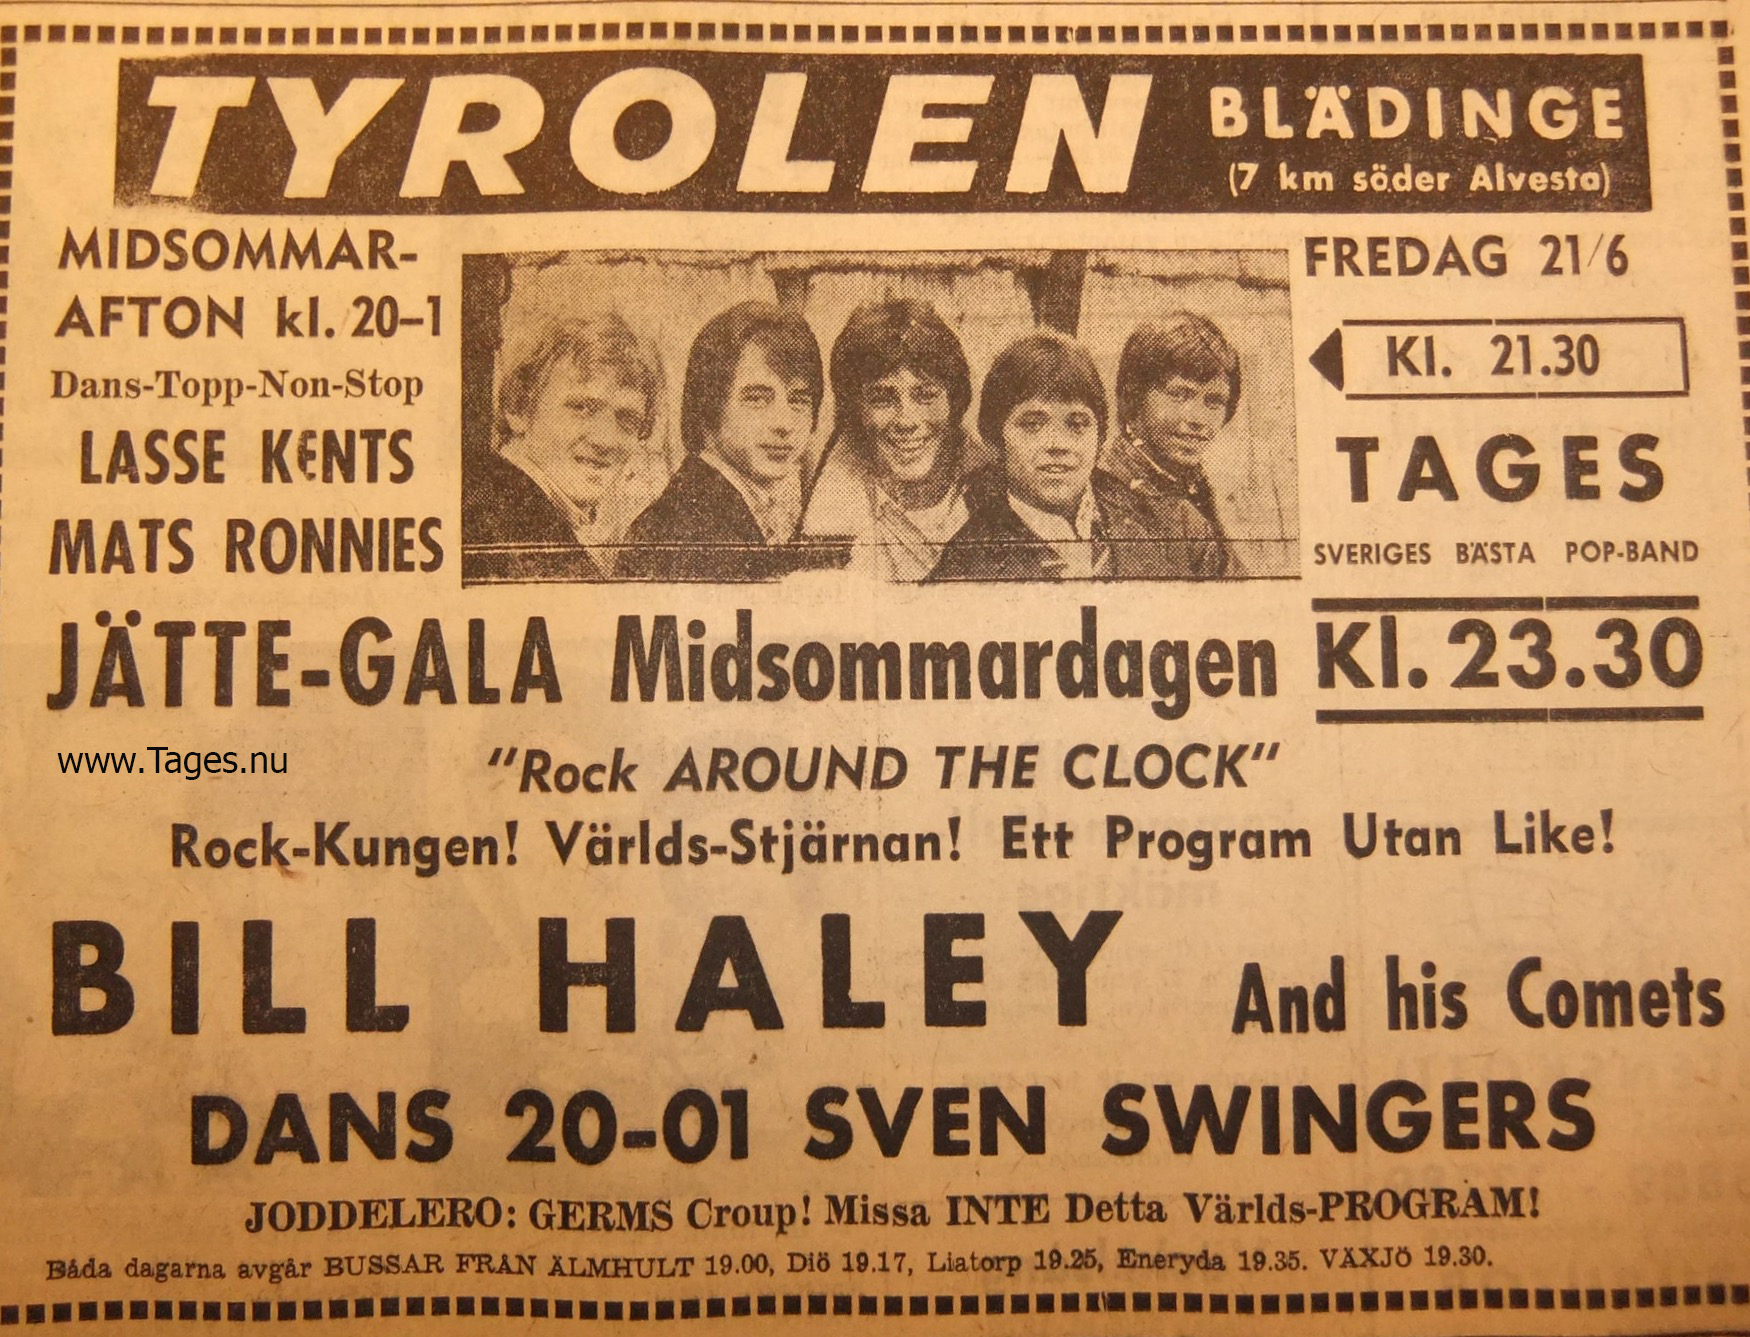 TYROLEN
BLÄDINGE
(7 km söder Alvesta)
MIDSOMMAR-
AFTON kl. 20–1
Dans-Topp-Non-Stop
LASSE KENTS
MATS RONNIES
FREDAG 21/6
Kl. 21.30
TAGES
SVERIGES BÄSTA POP-BAND
JÄTTE-GALA Midsommardagen
Kl. 23.30
www.Tages.nu
"Rock AROUND THE CLOCK"
Rock-Kungen! Världs-Stjärnan! Ett Program Utan Like!
BILL HALEY And his Comets
DANS 20-01 SVEN SWINGERS
JODDELERO: GERMS Croup! Missa INTE Detta Världs-PROGRAM!
Båda dagarna avgår BUSSAR FRÅN ÄLMHULT 19.00, Diö 19.17, Liatorp 19.25, Eneryda 19.35. VÄXJÖ 19.30.